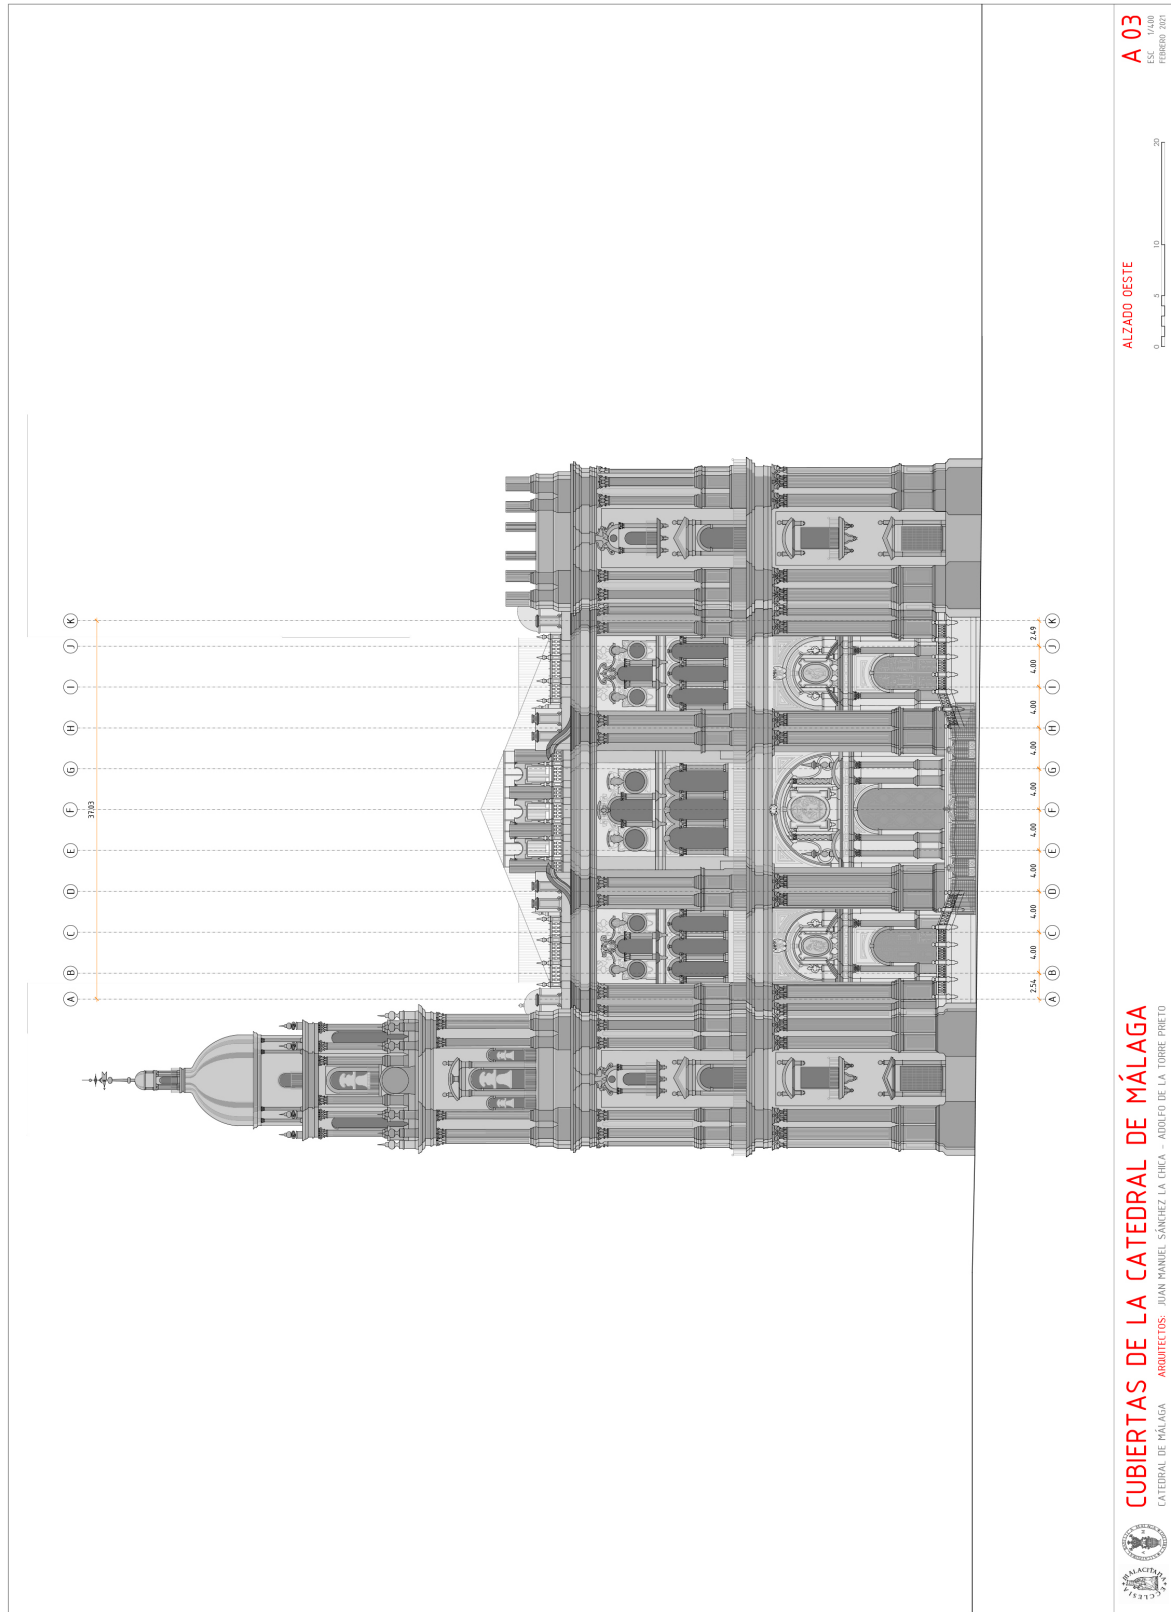 A B C D E F G H I J K
37.03
2.54 4.00 4.00 4.00 4.00 4.00 4.00 4.00 4.00 2.49
A B C D E F G H I J K
CUBIERTAS DE LA CATEDRAL DE MÁLAGA
CATEDRAL DE MÁLAGA ARQUITECTOS: JUAN MANUEL SÁNCHEZ LA CHICA - ADOLFO DE LA TORRE PRIETO
ALZADO OESTE
0 5 10 20
A 03
ESC. 1/400
FEBRERO 2021